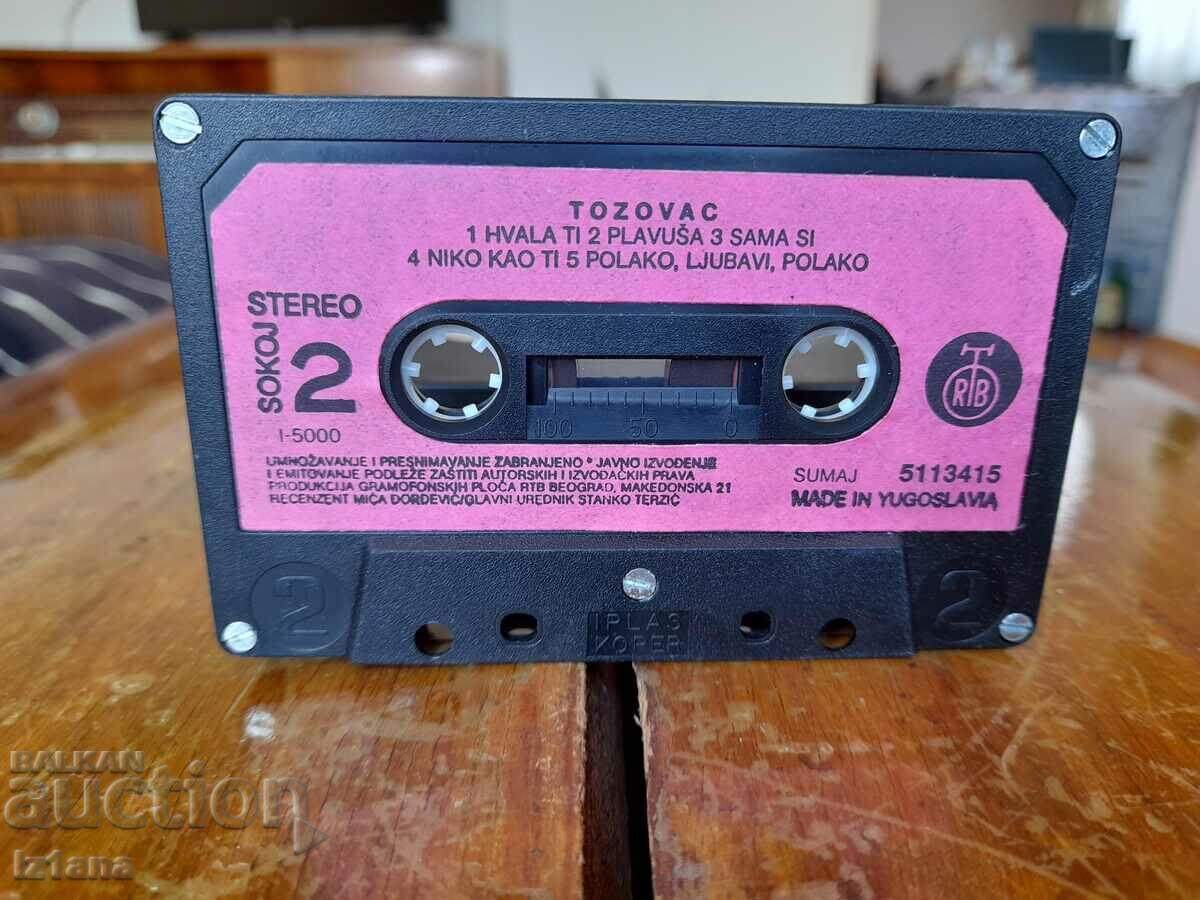 TOZOVAC
1 HVALA TI 2 PLAVUŠA 3 SAMA SI
4 NIKO KAO TI 5 POLAKO, LJUBAVI, POLAKO
STEREO
SOKOJ
2
I-5000
100 50 0
RTB
UMNOŽAVANJE I PRESNIMAVANJE ZABRANJENO * JAVNO IZVOĐENJE
I EMITOVANJE PODLEŽE ZAŠTITI AUTORSKIH I IZVOĐAČKIH PRAVA
PRODUKCIJA GRAMOFONSKIH PLOČA RTB BEOGRAD, MAKEDONSKA 21
RECENZENT MIĆA ĐORĐEVIĆ/GLAVNI UREDNIK STANKO TERZIĆ
SUMAJ 5113415
MADE IN YUGOSLAVIA
2
IPLAS
KOPER
2
BALKAN
auction
iz1ana